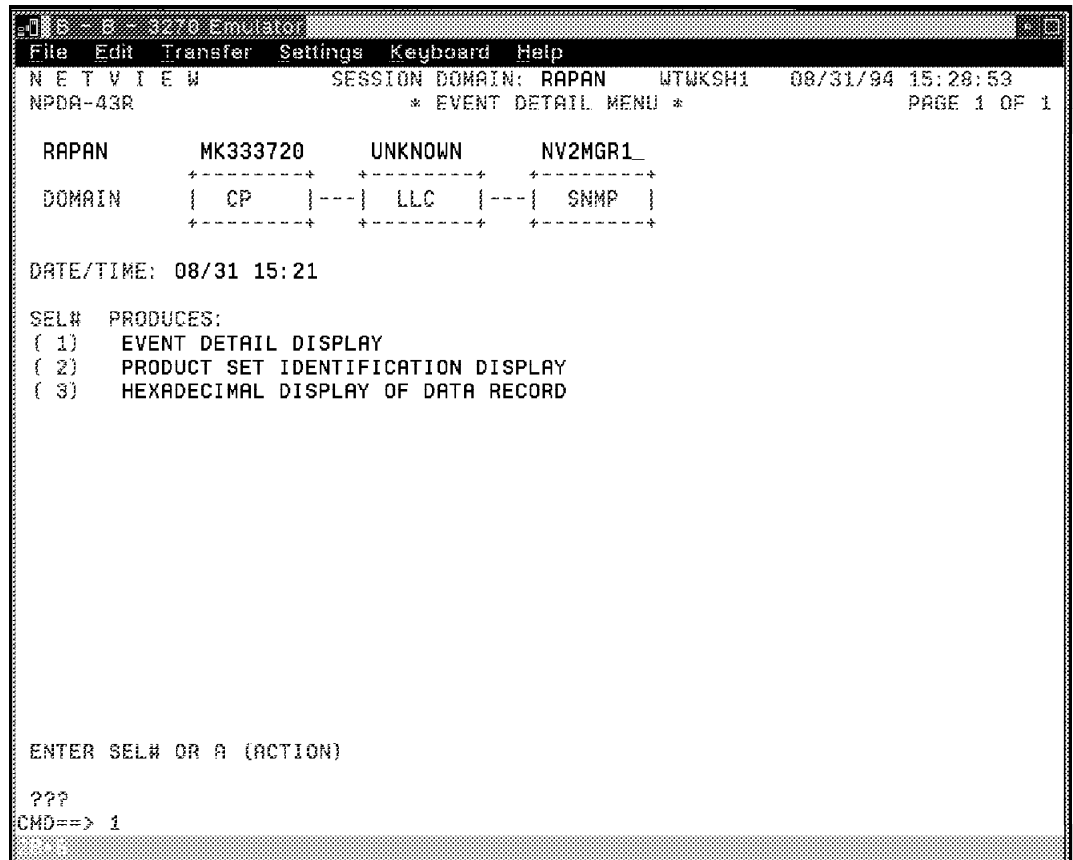 B - B - 3270 Emulator
File Edit Transfer Settings Keyboard Help
N E T V I E W SESSION DOMAIN: RAPAN WTWKSH1 08/31/94 15:28:53
NPDA-43R * EVENT DETAIL MENU * PAGE 1 OF 1
RAPAN MK333720 UNKNOWN NV2MGR1_
+--------+ +--------+ +--------+
DOMAIN | CP |---| LLC |---| SNMP |
+--------+ +--------+ +--------+
DATE/TIME: 08/31 15:21
SEL# PRODUCES:
( 1) EVENT DETAIL DISPLAY
( 2) PRODUCT SET IDENTIFICATION DISPLAY
( 3) HEXADECIMAL DISPLAY OF DATA RECORD
ENTER SEL# OR A (ACTION)
???
CMD==> 1